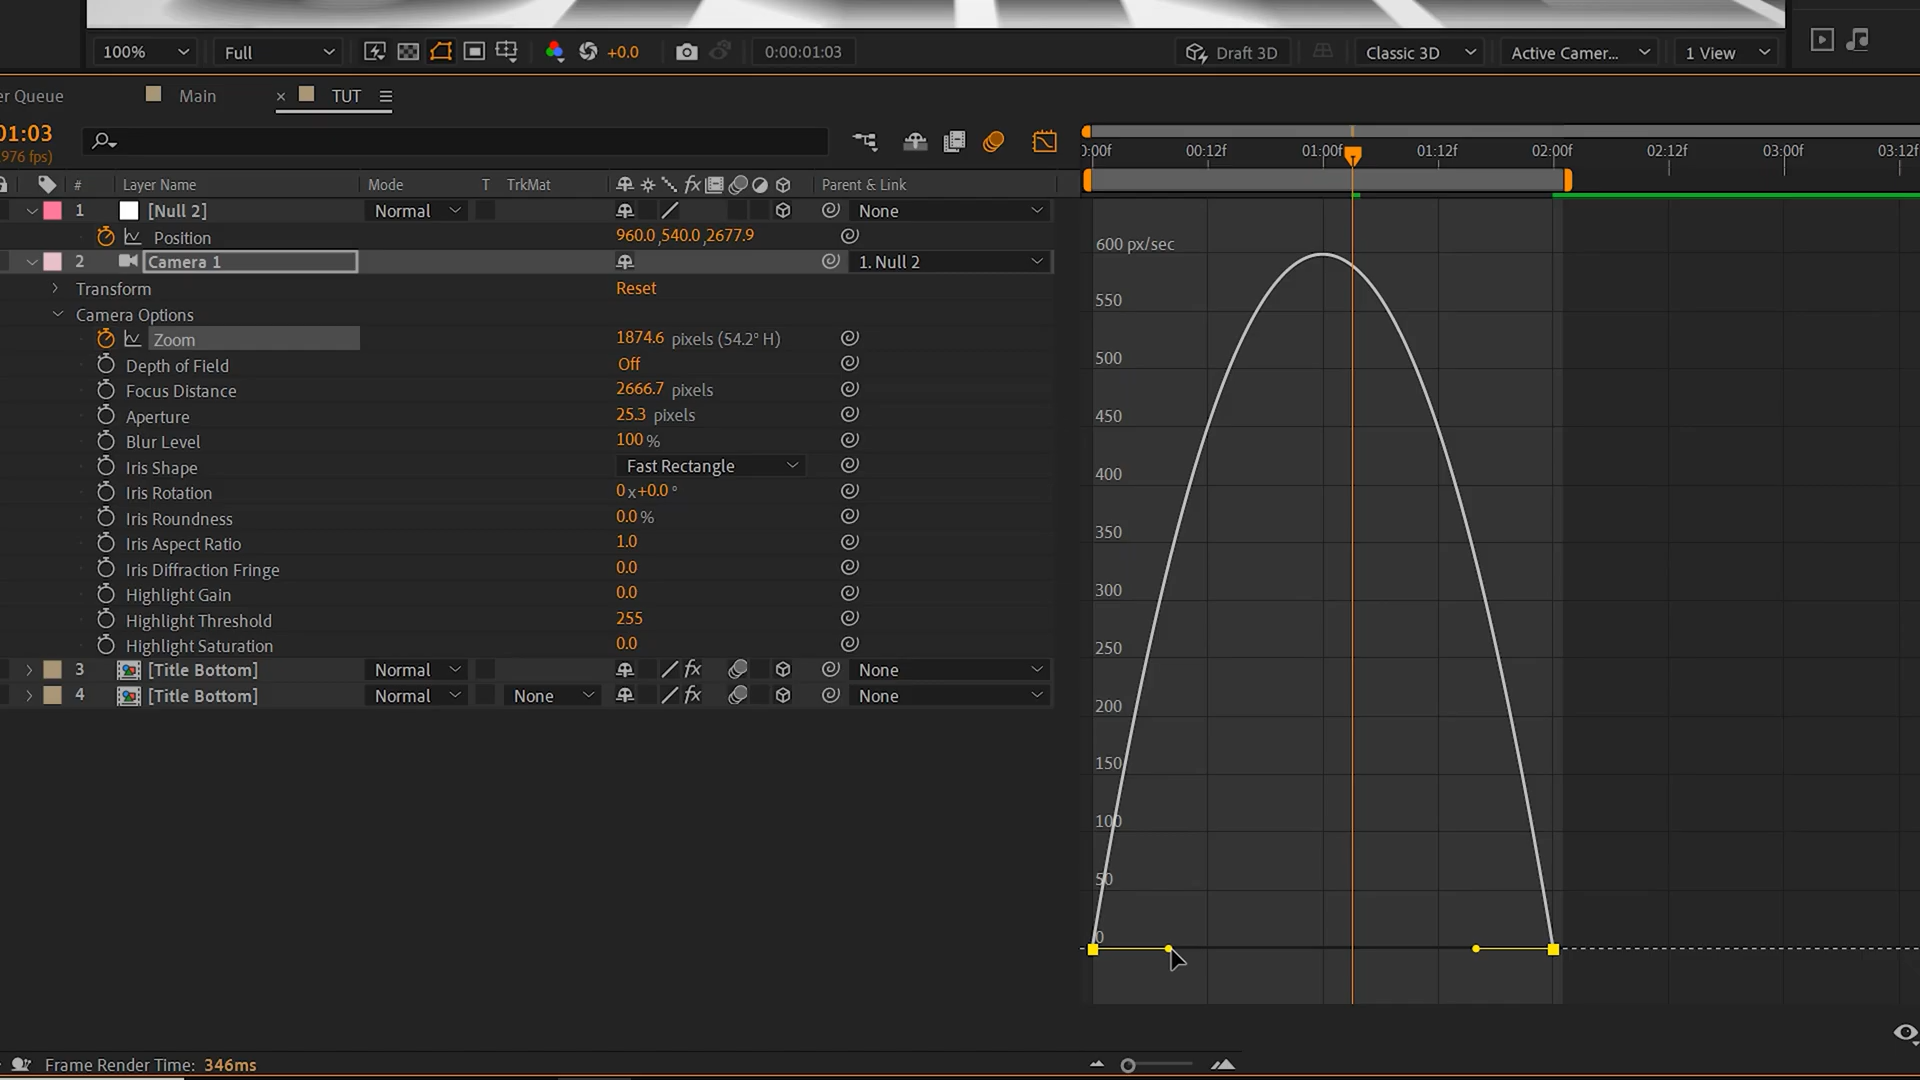 100% Full +0.0 0:00:01:03 Draft 3D Classic 3D Active Camer... 1 View
er Queue Main × TUT
01:03
976 fps)
:00f 00:12f 01:00f 01:12f 02:00f 02:12f 03:00f 03:12f
# Layer Name Mode T TrkMat fx Parent & Link
1 [Null 2] Normal None
Position 960.0,540.0,2677.9
2 Camera 1 1. Null 2
Transform Reset
Camera Options
Zoom 1874.6 pixels (54.2° H)
Depth of Field Off
Focus Distance 2666.7 pixels
Aperture 25.3 pixels
Blur Level 100 %
Iris Shape Fast Rectangle
Iris Rotation 0x+0.0°
Iris Roundness 0.0 %
Iris Aspect Ratio 1.0
Iris Diffraction Fringe 0.0
Highlight Gain 0.0
Highlight Threshold 255
Highlight Saturation 0.0
3 [Title Bottom] Normal fx None
4 [Title Bottom] Normal None fx None
600 px/sec
550
500
450
400
350
300
250
200
150
100
50
0
Frame Render Time: 346ms